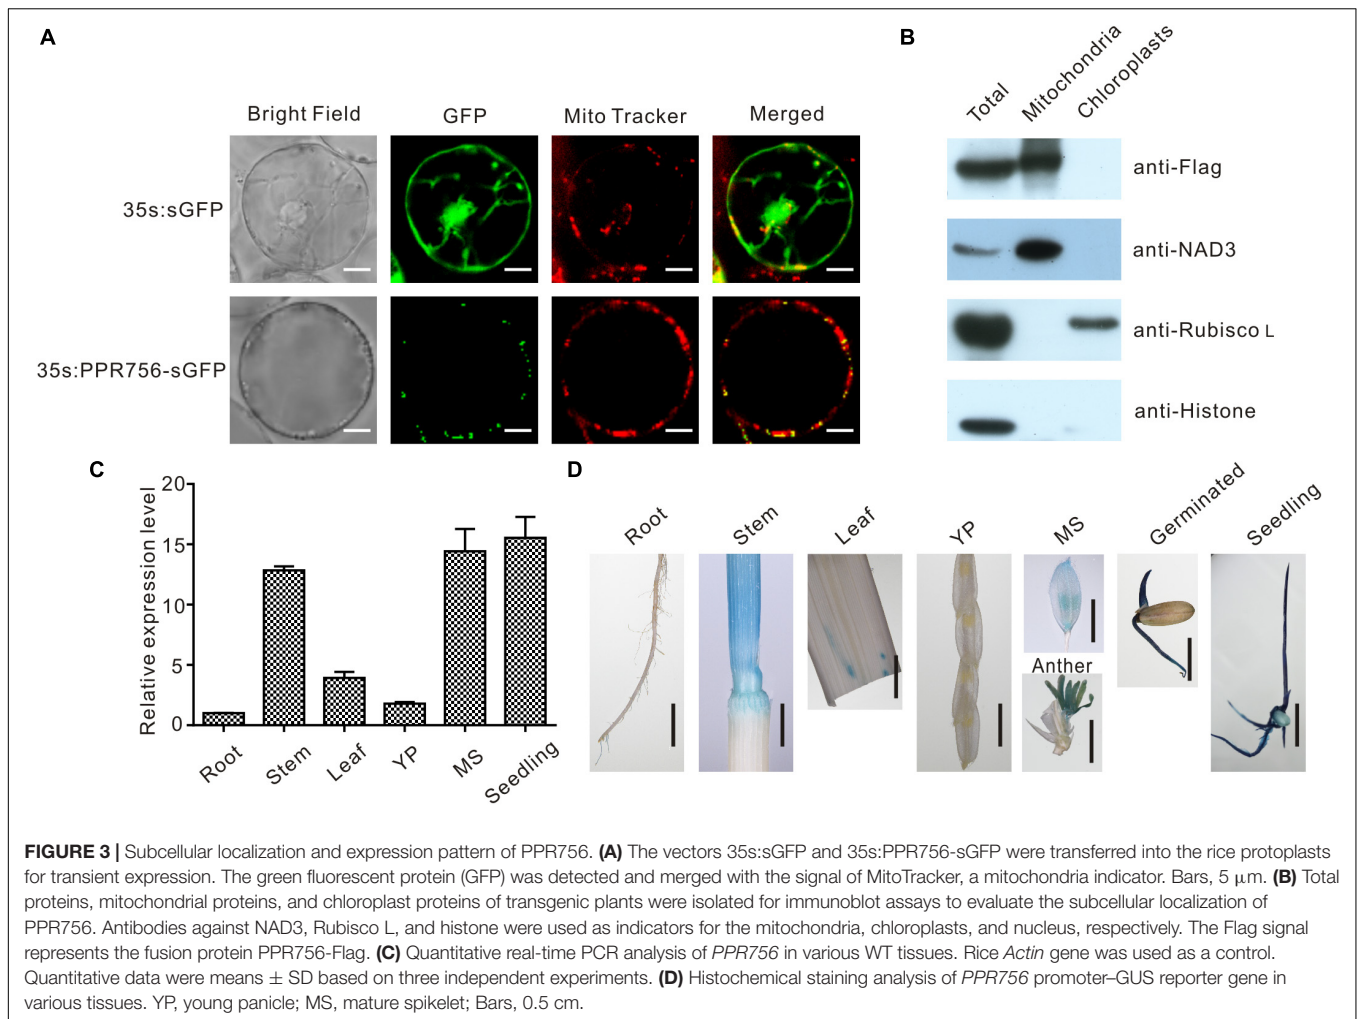 A
Bright Field GFP Mito Tracker Merged
35s:sGFP
35s:PPR756-sGFP
B
Total Mitochondria Chloroplasts
anti-Flag
anti-NAD3
anti-Rubisco L
anti-Histone
C
Relative expression level
20
15
10
5
0
Root Stem Leaf YP MS Seedling
D
Root Stem Leaf YP MS Germinated Seedling
Anther
FIGURE 3 | Subcellular localization and expression pattern of PPR756. (A) The vectors 35s:sGFP and 35s:PPR756-sGFP were transferred into the rice protoplasts
for transient expression. The green fluorescent protein (GFP) was detected and merged with the signal of MitoTracker, a mitochondria indicator. Bars, 5 μm. (B) Total
proteins, mitochondrial proteins, and chloroplast proteins of transgenic plants were isolated for immunoblot assays to evaluate the subcellular localization of
PPR756. Antibodies against NAD3, Rubisco L, and histone were used as indicators for the mitochondria, chloroplasts, and nucleus, respectively. The Flag signal
represents the fusion protein PPR756-Flag. (C) Quantitative real-time PCR analysis of PPR756 in various WT tissues. Rice Actin gene was used as a control.
Quantitative data were means ± SD based on three independent experiments. (D) Histochemical staining analysis of PPR756 promoter–GUS reporter gene in
various tissues. YP, young panicle; MS, mature spikelet; Bars, 0.5 cm.